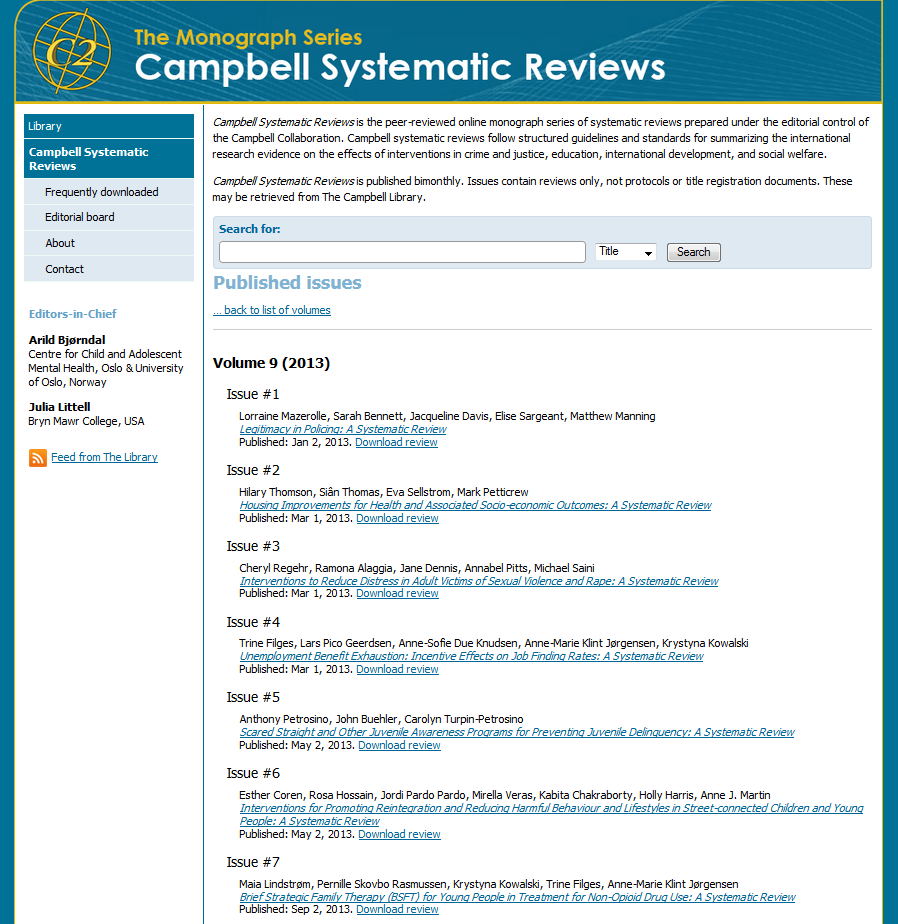 C2
The Monograph Series
Campbell Systematic Reviews
Library
Campbell Systematic
Reviews
Frequently downloaded
Editorial board
About
Contact
Editors-in-Chief
Arild Bjørndal
Centre for Child and Adolescent
Mental Health, Oslo & University
of Oslo, Norway
Julia Littell
Bryn Mawr College, USA
Feed from The Library
Campbell Systematic Reviews is the peer-reviewed online monograph series of systematic reviews prepared under the editorial control of
the Campbell Collaboration. Campbell systematic reviews follow structured guidelines and standards for summarizing the international
research evidence on the effects of interventions in crime and justice, education, international development, and social welfare.
Campbell Systematic Reviews is published bimonthly. Issues contain reviews only, not protocols or title registration documents. These
may be retrieved from The Campbell Library.
Search for:
Title
Search
Published issues
... back to list of volumes
Volume 9 (2013)
Issue #1
Lorraine Mazerolle, Sarah Bennett, Jacqueline Davis, Elise Sargeant, Matthew Manning
Legitimacy in Policing: A Systematic Review
Published: Jan 2, 2013. Download review
Issue #2
Hilary Thomson, Siân Thomas, Eva Sellstrom, Mark Petticrew
Housing Improvements for Health and Associated Socio-economic Outcomes: A Systematic Review
Published: Mar 1, 2013. Download review
Issue #3
Cheryl Regehr, Ramona Alaggia, Jane Dennis, Annabel Pitts, Michael Saini
Interventions to Reduce Distress in Adult Victims of Sexual Violence and Rape: A Systematic Review
Published: Mar 1, 2013. Download review
Issue #4
Trine Filges, Lars Pico Geerdsen, Anne-Sofie Due Knudsen, Anne-Marie Klint Jørgensen, Krystyna Kowalski
Unemployment Benefit Exhaustion: Incentive Effects on Job Finding Rates: A Systematic Review
Published: Mar 1, 2013. Download review
Issue #5
Anthony Petrosino, John Buehler, Carolyn Turpin-Petrosino
Scared Straight and Other Juvenile Awareness Programs for Preventing Juvenile Delinquency: A Systematic Review
Published: May 2, 2013. Download review
Issue #6
Esther Coren, Rosa Hossain, Jordi Pardo Pardo, Mirella Veras, Kabita Chakraborty, Holly Harris, Anne J. Martin
Interventions for Promoting Reintegration and Reducing Harmful Behaviour and Lifestyles in Street-connected Children and Young
People: A Systematic Review
Published: May 2, 2013. Download review
Issue #7
Maia Lindstrøm, Pernille Skovbo Rasmussen, Krystyna Kowalski, Trine Filges, Anne-Marie Klint Jørgensen
Brief Strategic Family Therapy (BSFT) for Young People in Treatment for Non-Opioid Drug Use: A Systematic Review
Published: Sep 2, 2013. Download review